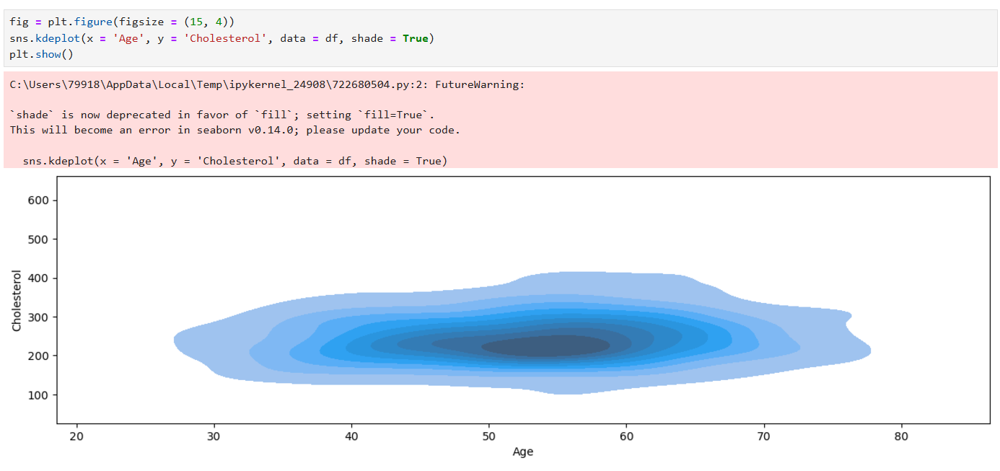 fig = plt.figure(figsize = (15, 4))
sns.kdeplot(x = 'Age', y = 'Cholesterol', data = df, shade = True)
plt.show()
C:\Users\79918\AppData\Local\Temp\ipykernel_24908\722680504.py:2: FutureWarning:
`shade` is now deprecated in favor of `fill`; setting `fill=True`.
This will become an error in seaborn v0.14.0; please update your code.
sns.kdeplot(x = 'Age', y = 'Cholesterol', data = df, shade = True)
600
500
400
300
200
100
Cholesterol
20 30 40 50 60 70 80
Age